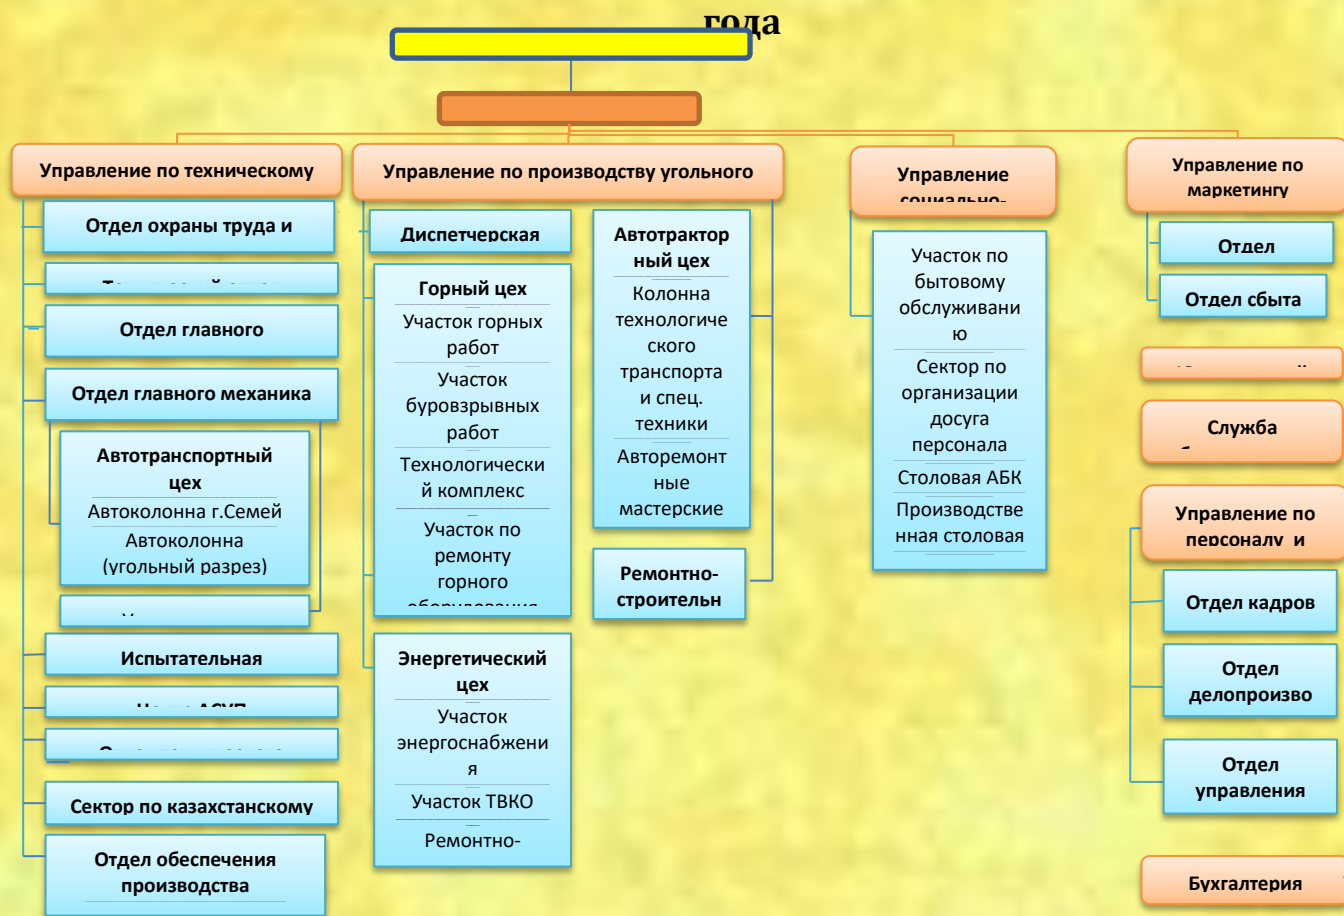 года
Управление по техническому
Отдел охраны труда и
Отдел главного
Отдел главного механика
Автотранспортный
цех
Автоколонна г.Семей
Автоколонна
(угольный разрез)
Испытательная
Сектор по казахстанскому
Отдел обеспечения
производства
Управление по производству угольного
Диспетчерская
Горный цех
Участок горных
работ
Участок
буровзрывных
работ
Технологически
й комплекс
Участок по
ремонту
горного
оборудования
Энергетический
цех
Участок
энергоснабжени
я
Участок ТВКО
Ремонтно-
Автотрактор
ный цех
Колонна
технологиче
ского
транспорта
и спец.
техники
Авторемонт
ные
мастерские
Ремонтно-
строительн
Управление
социально-
Участок по
бытовому
обслуживани
ю
Сектор по
организации
досуга
персонала
Столовая АБК
Производстве
нная столовая
Управление по
маркетингу
Отдел
Отдел сбыта
Служба
Управление по
персоналу и
Отдел кадров
Отдел
делопроизво
Отдел
управления
Бухгалтерия